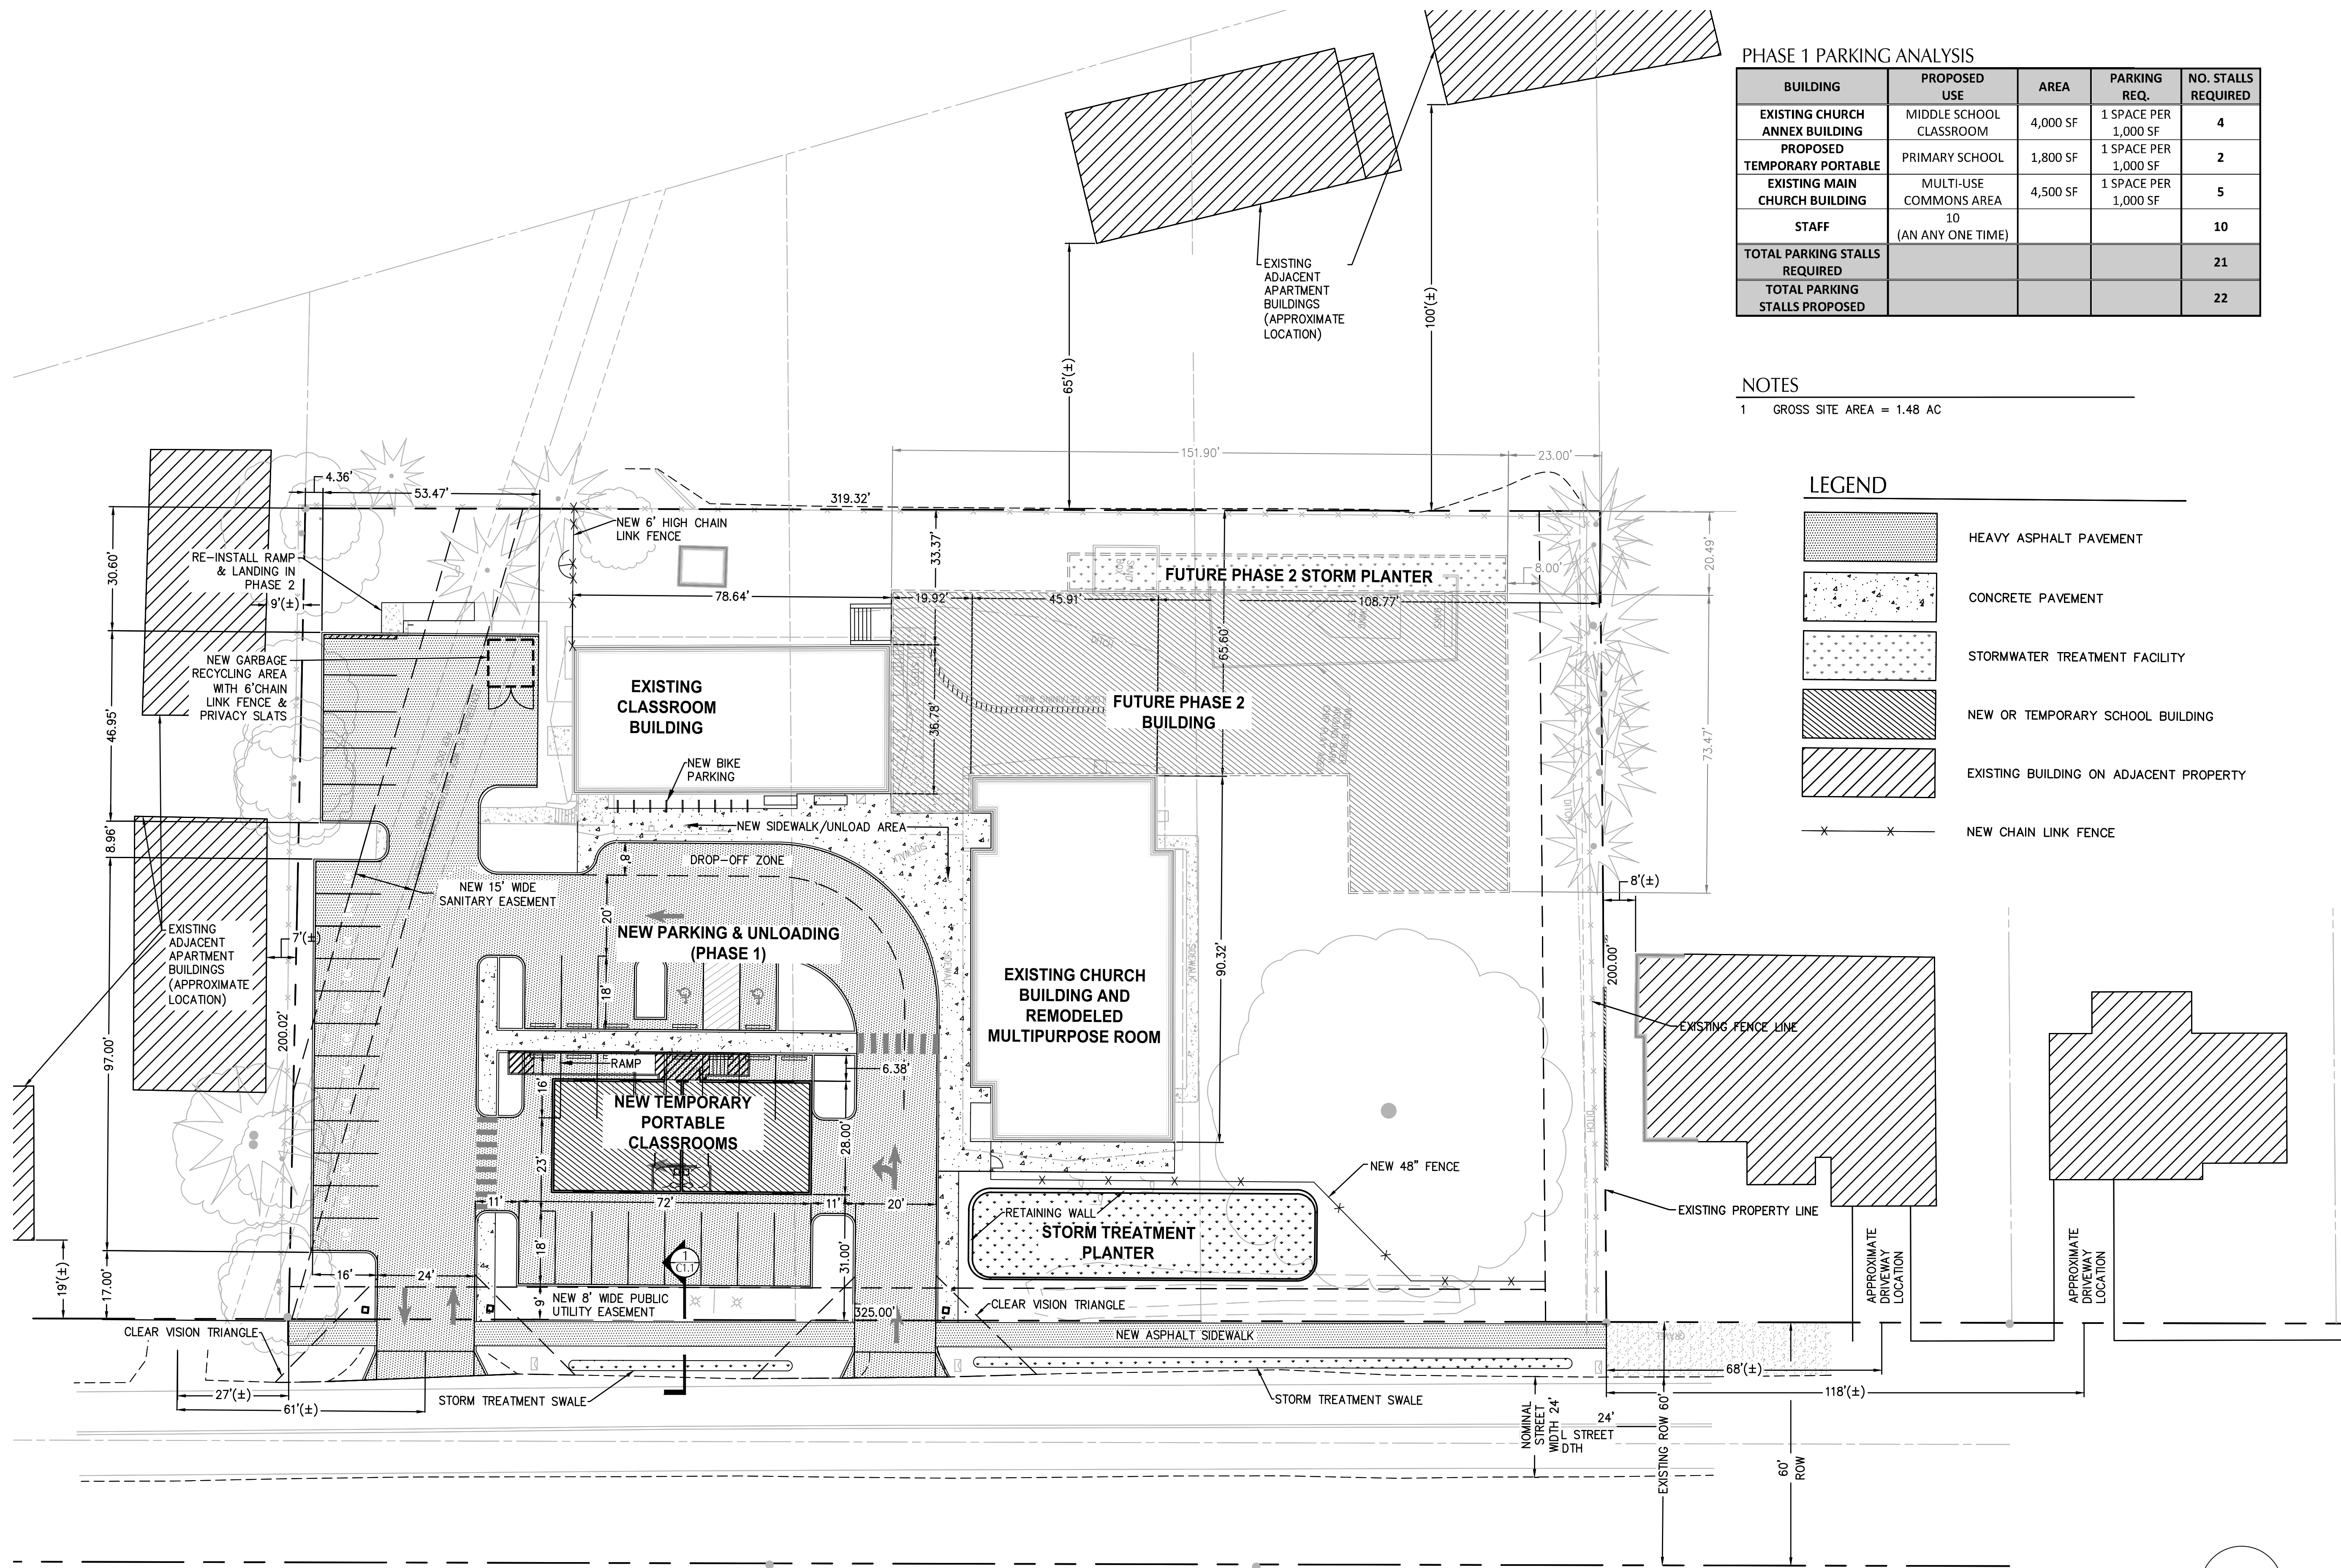 PHASE 1 PARKING ANALYSIS
BUILDING
PROPOSED
USE
AREA
PARKING
REQ.
NO. STALLS
REQUIRED
EXISTING CHURCH
ANNEX BUILDING
MIDDLE SCHOOL
CLASSROOM
4,000 SF
1 SPACE PER
1,000 SF
4
PROPOSED
TEMPORARY PORTABLE
PRIMARY SCHOOL
1,800 SF
1 SPACE PER
1,000 SF
2
EXISTING MAIN
CHURCH BUILDING
MULTI-USE
COMMONS AREA
4,500 SF
1 SPACE PER
1,000 SF
5
STAFF
10
(AN ANY ONE TIME)
10
TOTAL PARKING STALLS
REQUIRED
21
TOTAL PARKING
STALLS PROPOSED
22
NOTES
1 GROSS SITE AREA = 1.48 AC
LEGEND
HEAVY ASPHALT PAVEMENT
CONCRETE PAVEMENT
STORMWATER TREATMENT FACILITY
NEW OR TEMPORARY SCHOOL BUILDING
EXISTING BUILDING ON ADJACENT PROPERTY
X X
NEW CHAIN LINK FENCE
EXISTING
ADJACENT
APARTMENT
BUILDINGS
(APPROXIMATE
LOCATION)
65'(±)
100'(±)
151.90'
23.00'
4.36'
53.47'
319.32'
NEW 6' HIGH CHAIN
LINK FENCE
33.37'
30.60'
RE-INSTALL RAMP
& LANDING IN
PHASE 2
9'(±)
78.64'
19.92'
45.91'
108.77'
FUTURE PHASE 2 STORM PLANTER
8.00'
20.49'
65.60'
NEW GARBAGE
RECYCLING AREA
WITH 6'CHAIN
LINK FENCE &
PRIVACY SLATS
EXISTING
CLASSROOM
BUILDING
FUTURE PHASE 2
BUILDING
36.78'
46.95'
73.47'
NEW BIKE
PARKING
NEW SIDEWALK/UNLOAD AREA
SIDEWALK
DITCH
8.96'
8'
DROP-OFF ZONE
NEW 15' WIDE
SANITARY EASEMENT
20'
NEW PARKING & UNLOADING
(PHASE 1)
8'(±)
EXISTING
ADJACENT
APARTMENT
BUILDINGS
(APPROXIMATE
LOCATION)
7'(±)
18'
SIDEWALK
SIDEWALK
EXISTING CHURCH
BUILDING AND
REMODELED
MULTIPURPOSE ROOM
90.32'
200.00'
EXISTING FENCE LINE
200.02'
97.00'
RAMP
6.38'
16'
NEW TEMPORARY
PORTABLE
CLASSROOMS
28.00'
23'
DITCH
NEW 48" FENCE
11'
72'
11'
20'
RETAINING WALL
STORM TREATMENT
PLANTER
EXISTING PROPERTY LINE
18'
1
C1.1
31.00'
19'(±)
17.00'
16'
24'
NEW 8' WIDE PUBLIC
UTILITY EASEMENT
9'
325.00'
CLEAR VISION TRIANGLE
APPROXIMATE
DRIVEWAY
LOCATION
APPROXIMATE
DRIVEWAY
LOCATION
CLEAR VISION TRIANGLE
NEW ASPHALT SIDEWALK
GRAVEL
27'(±)
61'(±)
STORM TREATMENT SWALE
STORM TREATMENT SWALE
68'(±)
118'(±)
NOMINAL
STREET
WIDTH 24'
24'
L STREET
DTH
EXISTING ROW 60'
60'
ROW